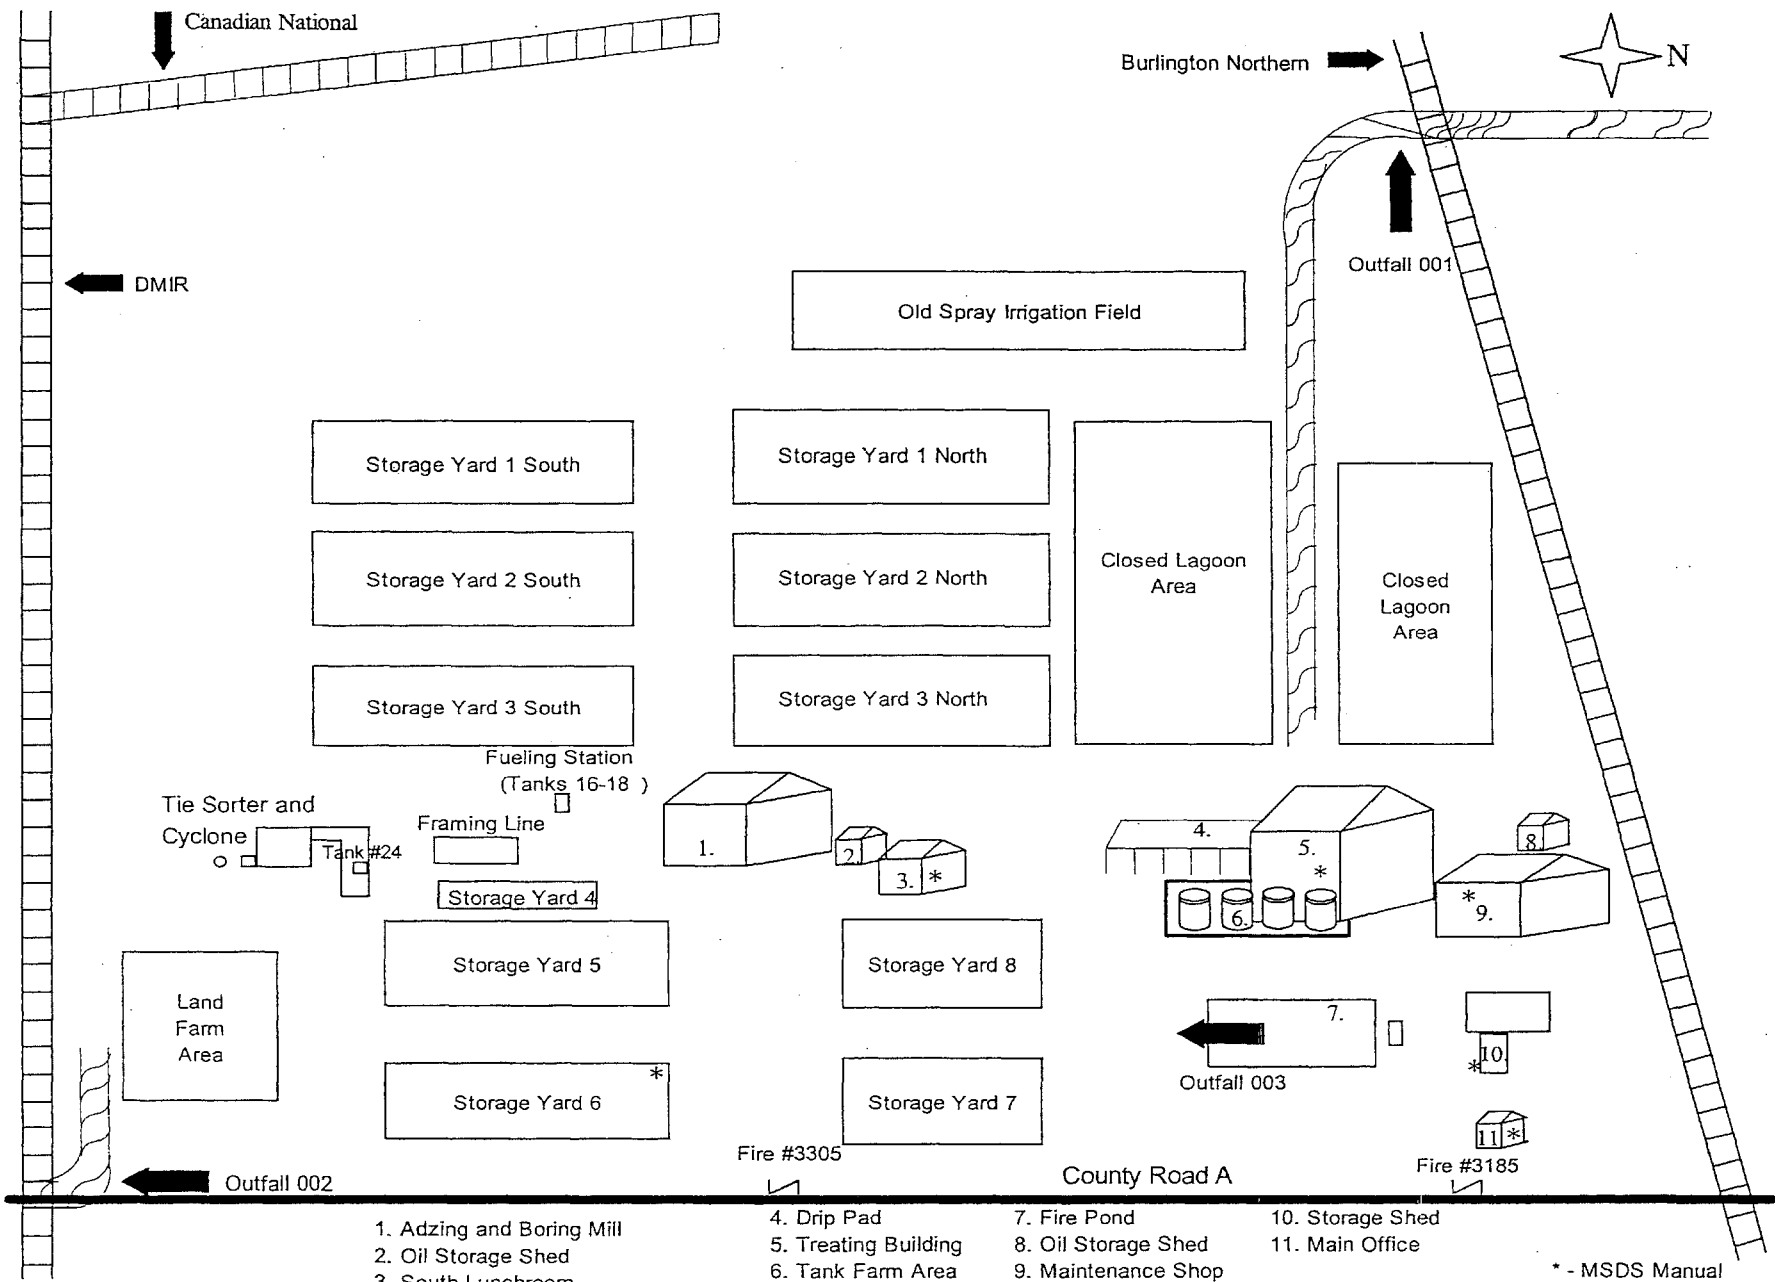 Canadian National
Burlington Northern
N
DMIR
Outfall 001
Old Spray Irrigation Field
Storage Yard 1 South
Storage Yard 1 North
Storage Yard 2 South
Storage Yard 2 North
Closed Lagoon
Area
Closed
Lagoon
Area
Storage Yard 3 South
Storage Yard 3 North
Fueling Station
(Tanks 16-18 )
Tie Sorter and
Cyclone
Framing Line
Tank #24
1.
2.
3. *
4.
5.
*
6.
8.
*
9.
Storage Yard 4
Storage Yard 5
Storage Yard 8
Land
Farm
Area
7.
Outfall 003
10.
*
Storage Yard 6
*
Storage Yard 7
11 *
Fire #3305
County Road A
Fire #3185
Outfall 002
1. Adzing and Boring Mill
2. Oil Storage Shed
3. South Lunchroom
4. Drip Pad
5. Treating Building
6. Tank Farm Area
7. Fire Pond
8. Oil Storage Shed
9. Maintenance Shop
10. Storage Shed
11. Main Office
* - MSDS Manual